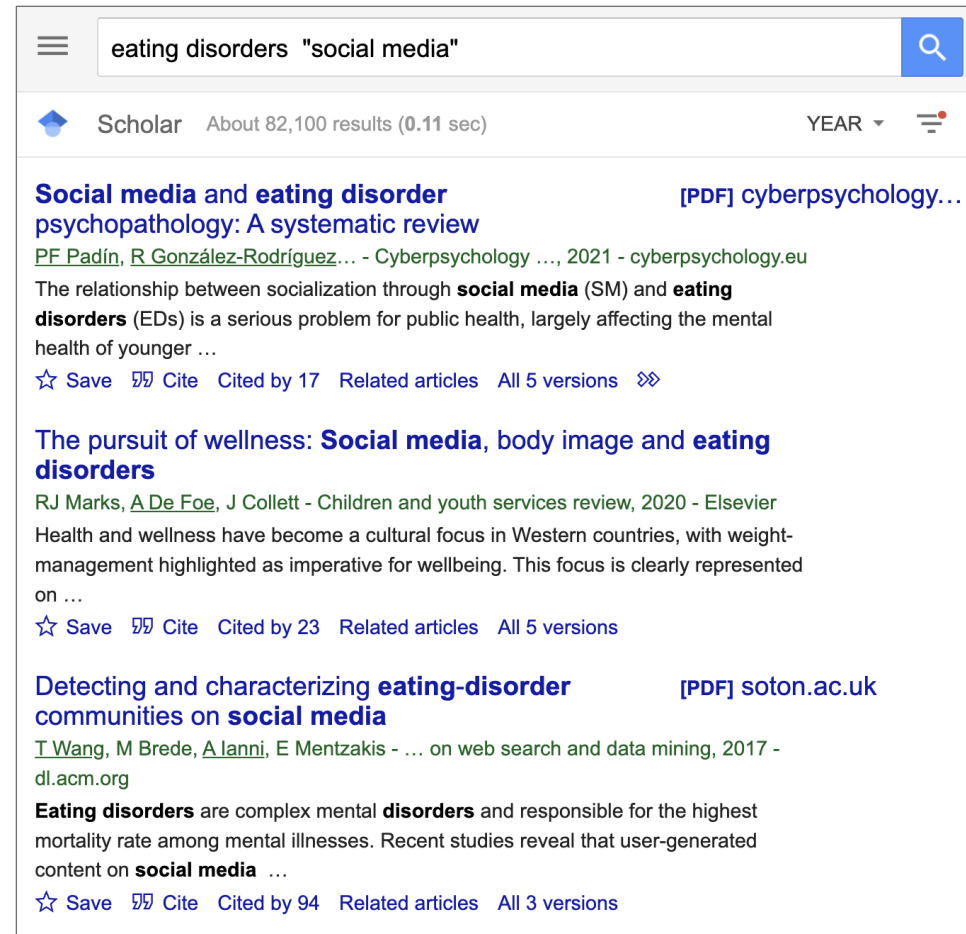 eating disorders  "social media"
Scholar About 82,100 results (0.11 sec) YEAR
Social media and eating disorder [PDF] cyberpsychology…
psychopathology: A systematic review
PF Padín, R González-Rodríguez… - Cyberpsychology …, 2021 - cyberpsychology.eu
The relationship between socialization through social media (SM) and eating
disorders (EDs) is a serious problem for public health, largely affecting the mental
health of younger …
Save Cite Cited by 17 Related articles All 5 versions
The pursuit of wellness: Social media, body image and eating
disorders
RJ Marks, A De Foe, J Collett - Children and youth services review, 2020 - Elsevier
Health and wellness have become a cultural focus in Western countries, with weight-
management highlighted as imperative for wellbeing. This focus is clearly represented
on …
Save Cite Cited by 23 Related articles All 5 versions
Detecting and characterizing eating-disorder [PDF] soton.ac.uk
communities on social media
T Wang, M Brede, A Ianni, E Mentzakis - … on web search and data mining, 2017 -
dl.acm.org
Eating disorders are complex mental disorders and responsible for the highest
mortality rate among mental illnesses. Recent studies reveal that user-generated
content on social media …
Save Cite Cited by 94 Related articles All 3 versions